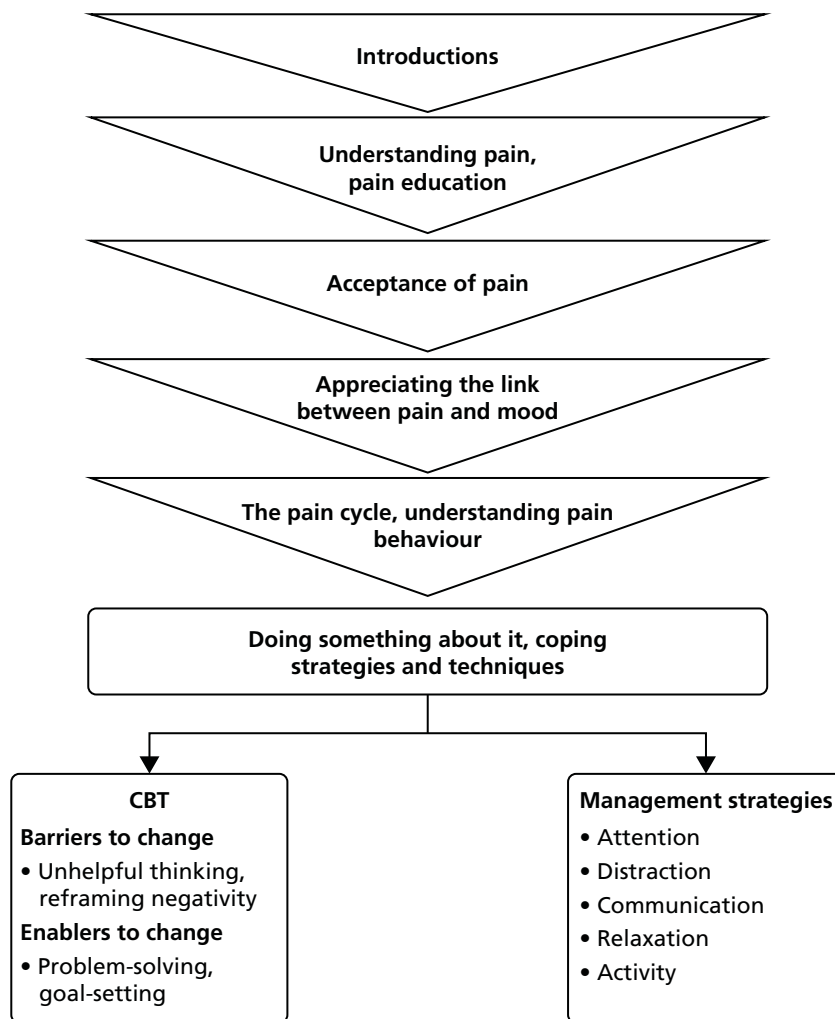 Introductions
Understanding pain,
pain education
Acceptance of pain
Appreciating the link
between pain and mood
The pain cycle, understanding pain
behaviour
Doing something about it, coping
strategies and techniques
CBT
Barriers to change
• Unhelpful thinking,
reframing negativity
Enablers to change
• Problem-solving,
goal-setting
Management strategies
• Attention
• Distraction
• Communication
• Relaxation
• Activity